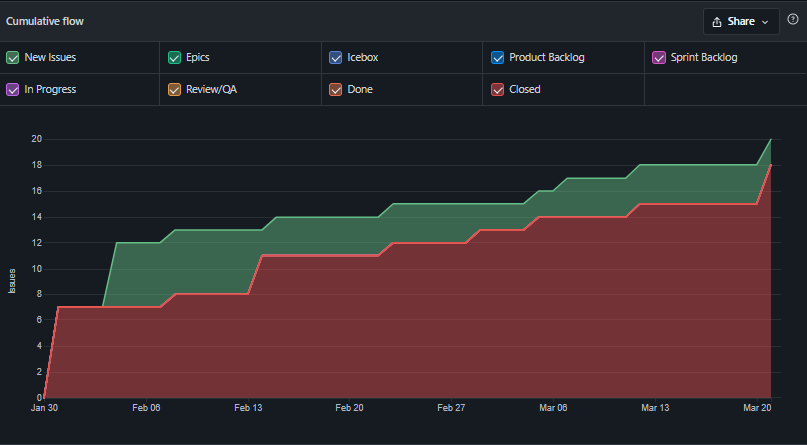 Cumulative flow
Share
New Issues
Epics
Icebox
Product Backlog
Sprint Backlog
In Progress
Review/QA
Done
Closed
20
18
16
14
12
10
8
6
4
2
0
Issues
Jan 30
Feb 06
Feb 13
Feb 20
Feb 27
Mar 06
Mar 13
Mar 20